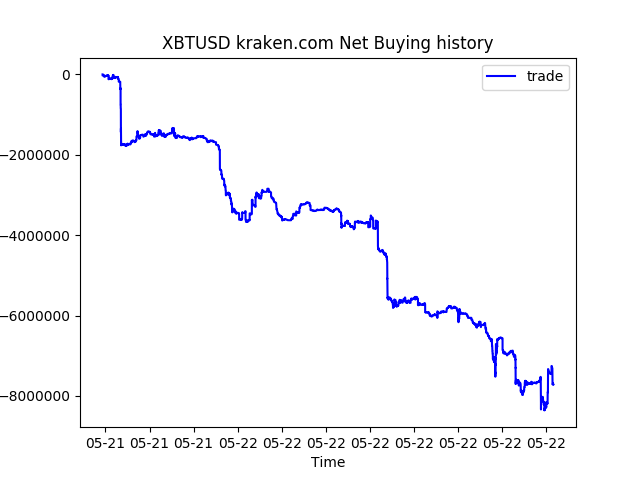 XBTUSD kraken.com Net Buying history
trade
0
−2000000
−4000000
−6000000
−8000000
05-21 05-21 05-21 05-22 05-22 05-22 05-22 05-22 05-22 05-22 05-22
Time